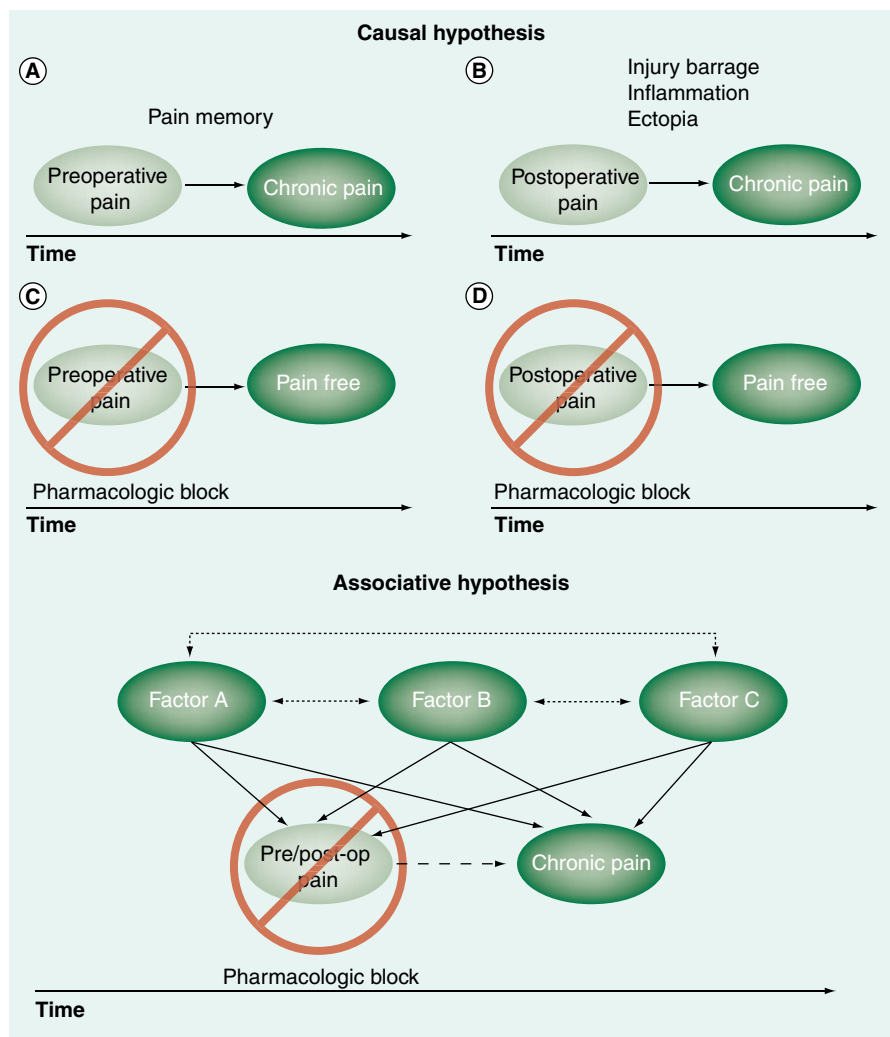 Causal hypothesis
A
Pain memory
Preoperative
pain
Chronic pain
Time
B
Injury barrage
Inflammation
Ectopia
Postoperative
pain
Chronic pain
Time
C
Preoperative
pain
Pain free
Pharmacologic block
Time
D
Postoperative
pain
Pain free
Pharmacologic block
Time
Associative hypothesis
Factor A
Factor B
Factor C
Pre/post-op
pain
Chronic pain
Pharmacologic block
Time